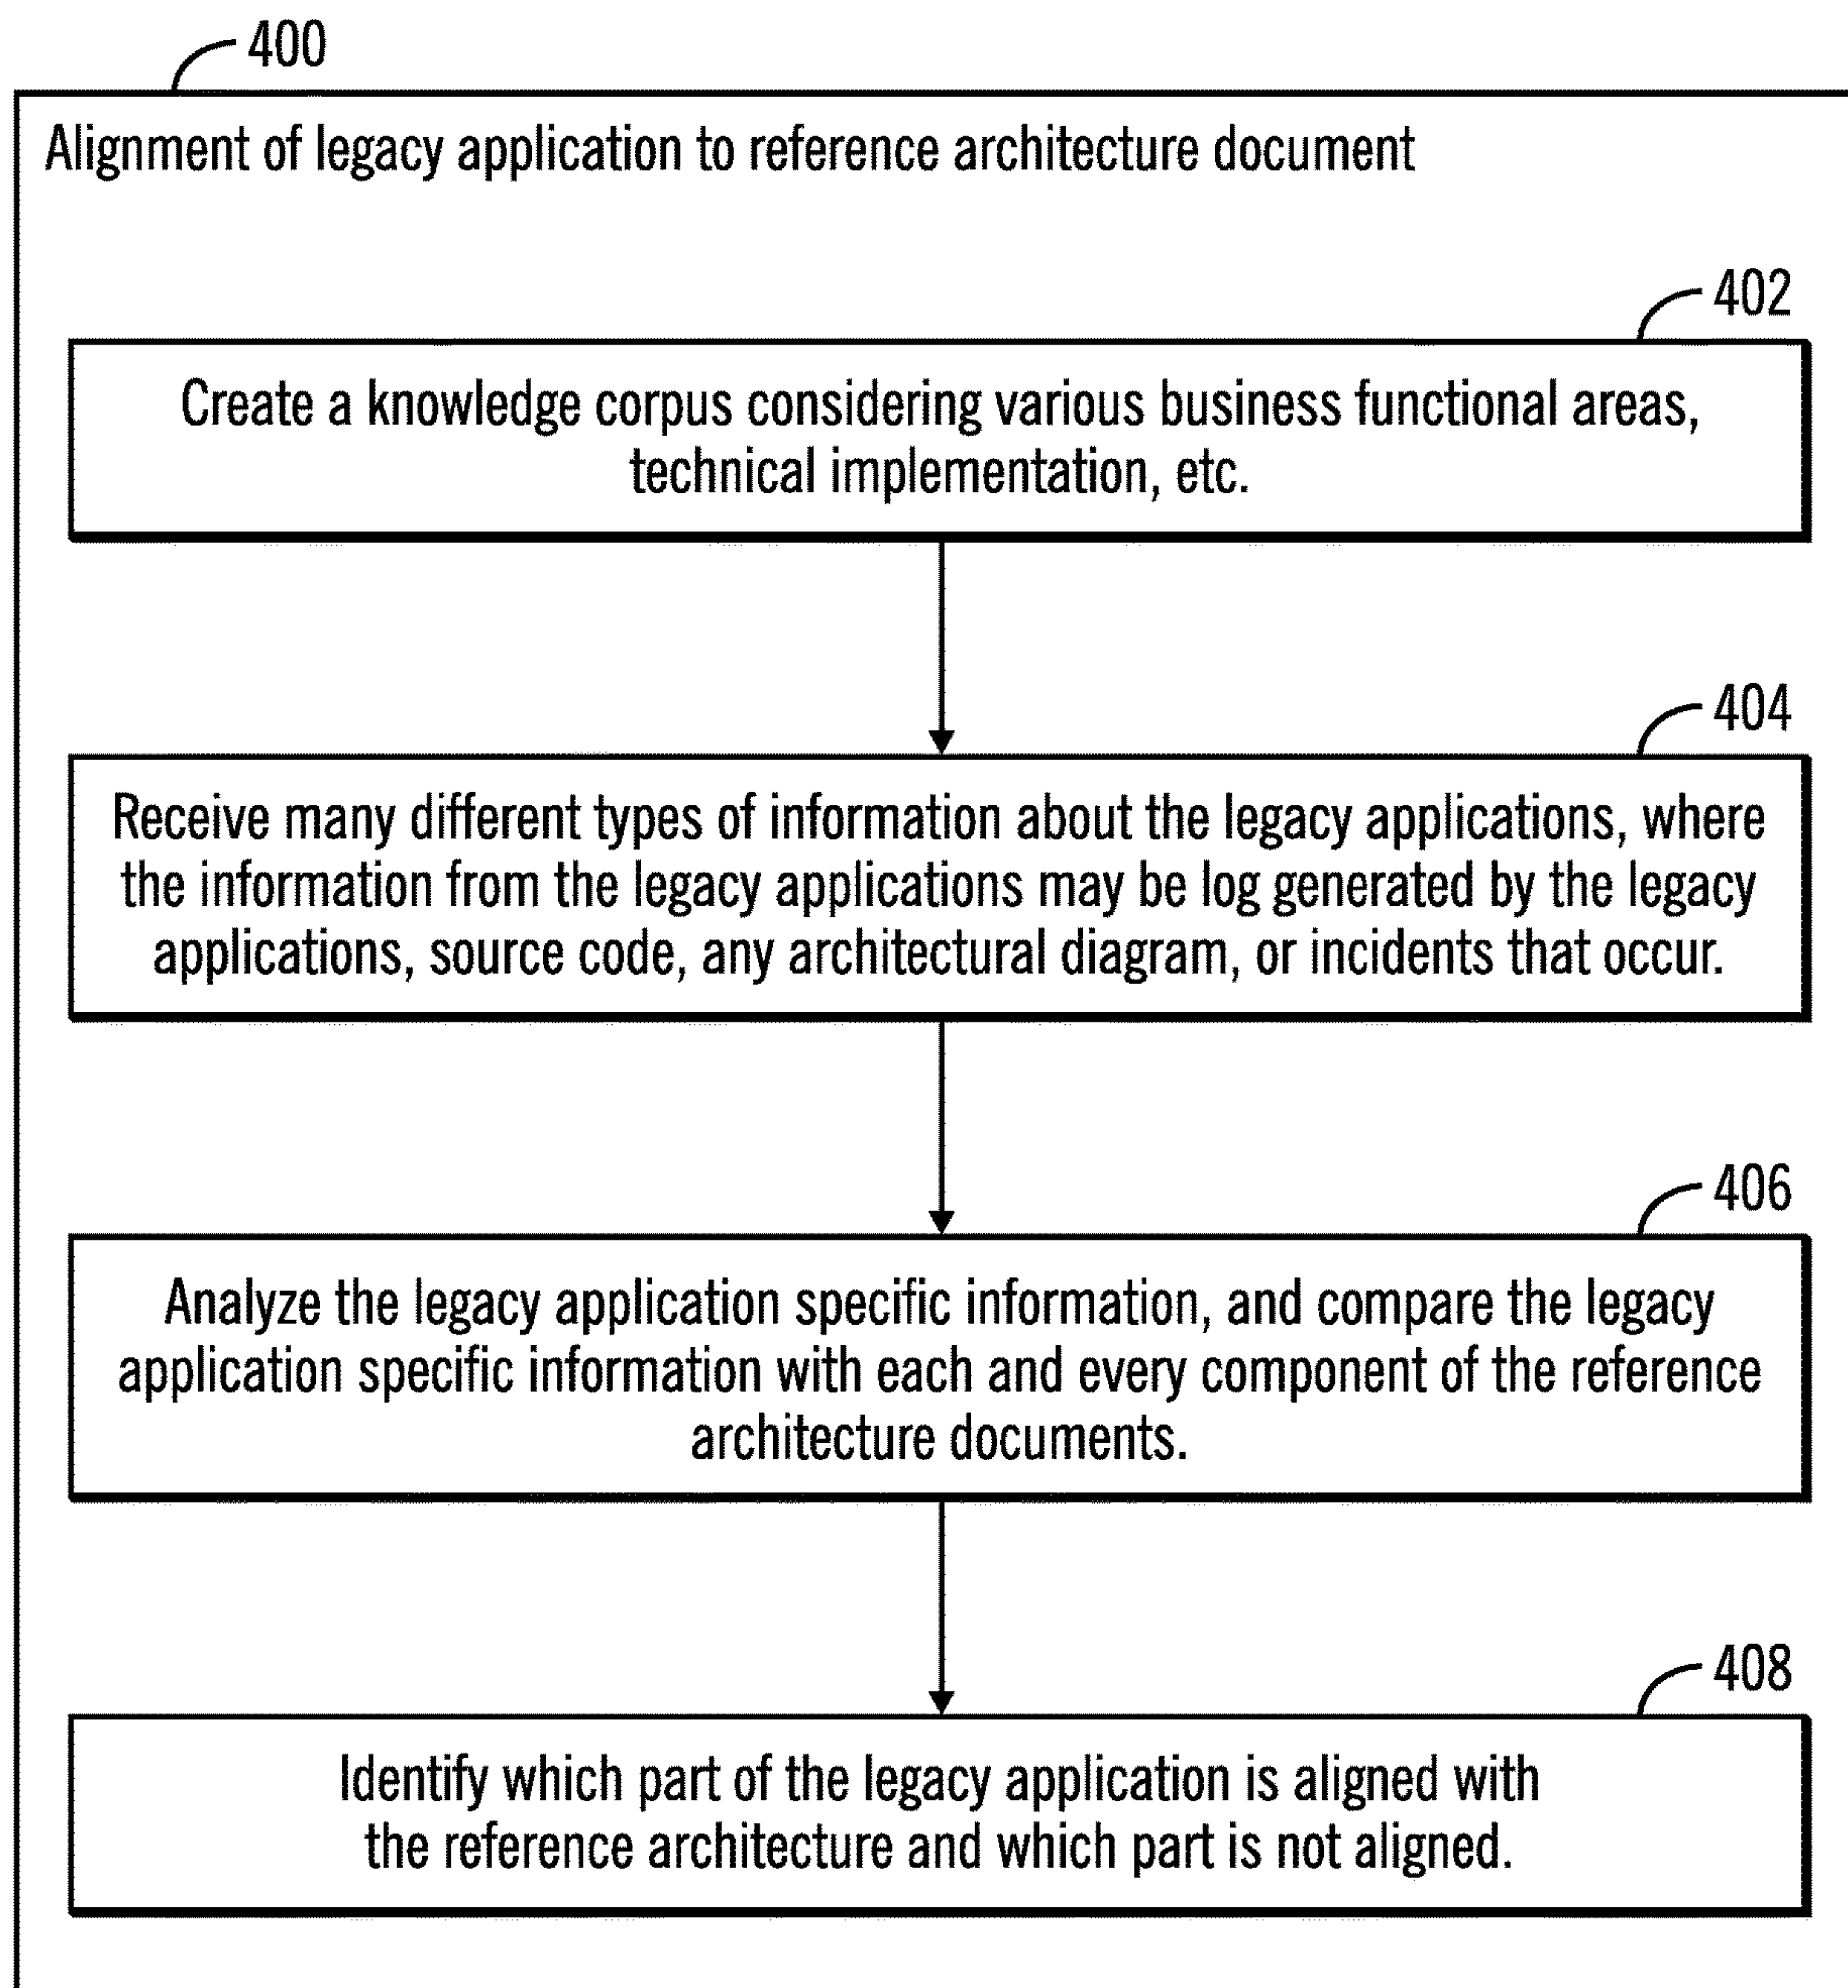 400
Alignment of legacy application to reference architecture document
402
Create a knowledge corpus considering various business functional areas,
technical implementation, etc.
404
Receive many different types of information about the legacy applications, where
the information from the legacy applications may be log generated by the legacy
applications, source code, any architectural diagram, or incidents that occur.
406
Analyze the legacy application specific information, and compare the legacy
application specific information with each and every component of the reference
architecture documents.
408
Identify which part of the legacy application is aligned with
the reference architecture and which part is not aligned.